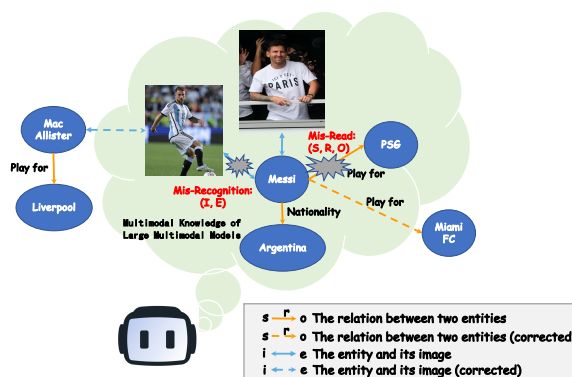 PARIS
Mac
Allister
Mis-Read:
(S, R, O)
PSG
Play for
Messi
Play for
Mis-Recognition:
(I, E)
Play for
Liverpool
Nationality
Miami
FC
Multimodal Knowledge of
Large Multimodal Models
Argentina
s r o The relation between two entities
s r o The relation between two entities (corrected)
i e The entity and its image
i e The entity and its image (corrected)